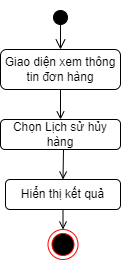 Giao diện xem thông
tin đơn hàng
Chọn Lịch sử hủy
hàng
Hiển thị kết quả